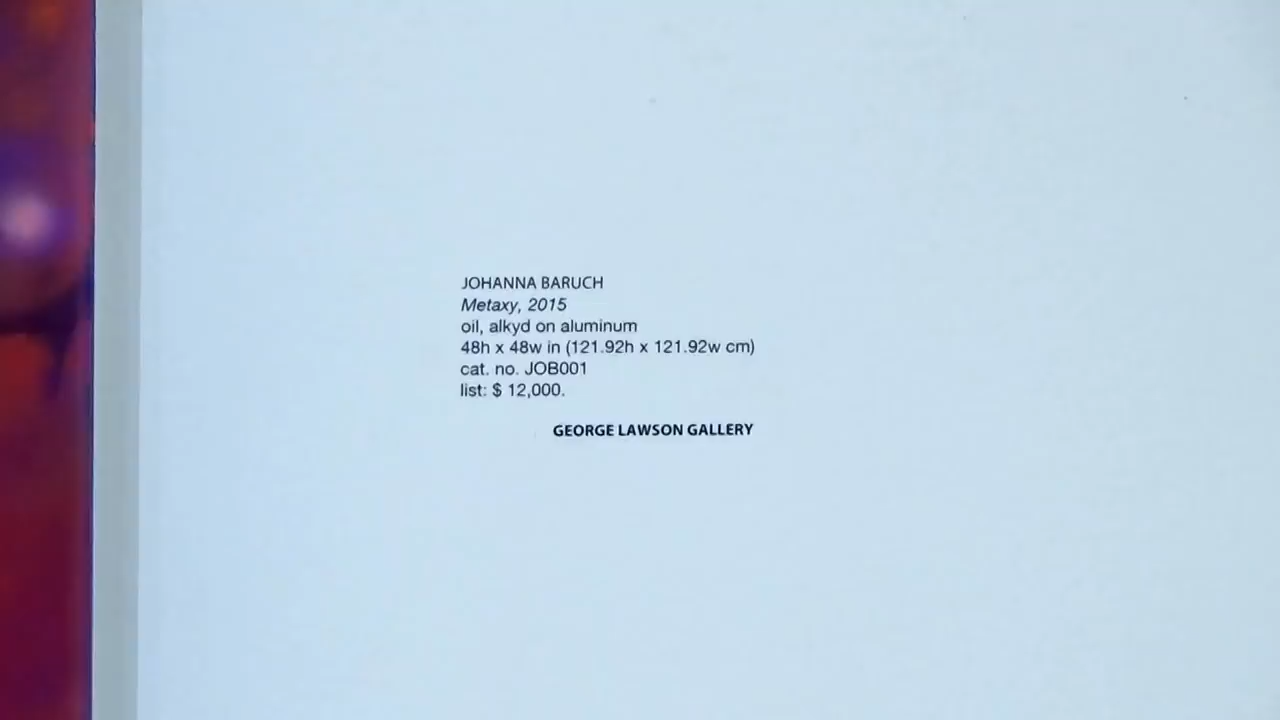 JOHANNA BARUCH
Metaxy, 2015
oil, alkyd on aluminum
48h x 48w in (121.92h x 121.92w cm)
cat. no. JOB001
list: $ 12,000.
GEORGE LAWSON GALLERY